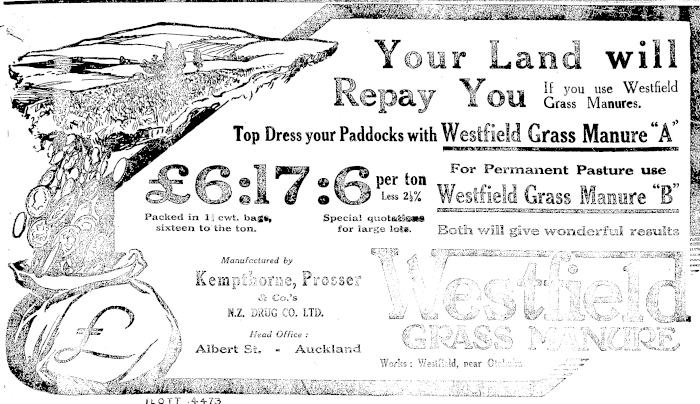 Your Land will
Repay You
If you use Westfield
Grass Manures.
Top Dress your Paddocks with Westfield Grass Manure "A"
£6:17:6 per ton
Less 2½%
Packed in 1¼ cwt. bags,
sixteen to the ton.
Special quotations
for large lots.
For Permanent Pasture use
Westfield Grass Manure "B"
Both will give wonderful results
Manufactured by
Kempthorne, Prosser
& Co.'s
N.Z. DRUG CO. LTD.
Head Office :
Albert St. - Auckland
Westfield
GRASS MANURE
Works : Westfield, near Otahuhu
£
ILOTT 4473